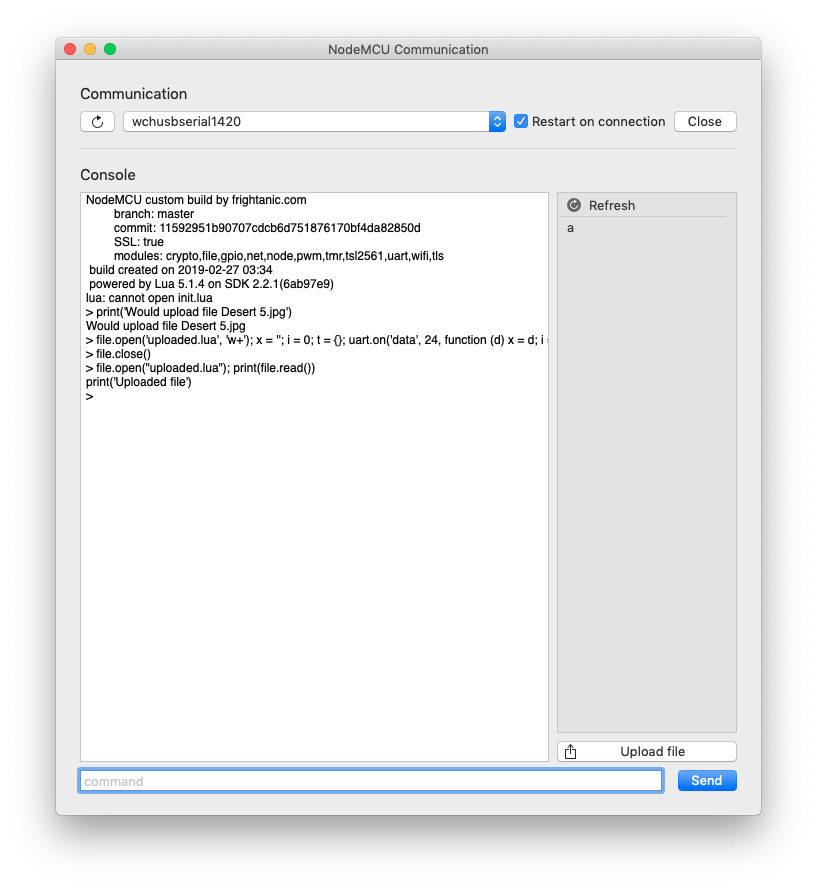 NodeMCU Communication
Communication
wchusbserial1420
Restart on connection
Close
Console
NodeMCU custom build by frightanic.com
branch: master
commit: 11592951b90707cdcb6d751876170bf4da82850d
SSL: true
modules: crypto,file,gpio,net,node,pwm,tmr,tsl2561,uart,wifi,tls
build created on 2019-02-27 03:34
powered by Lua 5.1.4 on SDK 2.2.1(6ab97e9)
lua: cannot open init.lua
> print('Would upload file Desert 5.jpg')
Would upload file Desert 5.jpg
> file.open('uploaded.lua', 'w+'); x = ''; i = 0; t = {}; uart.on('data', 24, function (d) x = d; i =
> file.close()
> file.open("uploaded.lua"); print(file.read())
print('Uploaded file')
>
Refresh
a
Upload file
command
Send